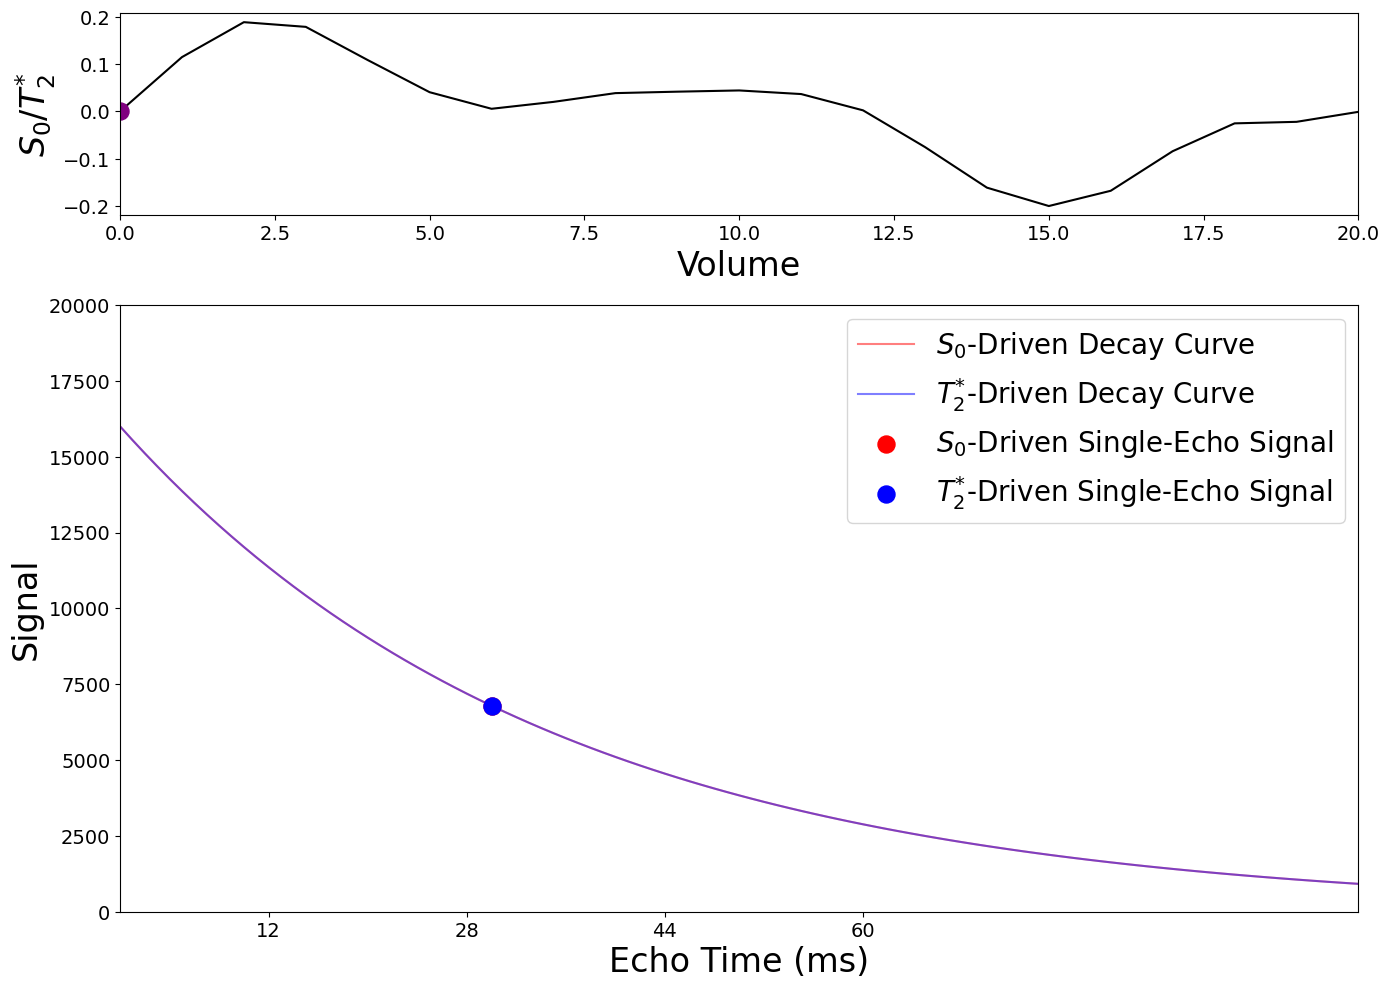 0.2
0.1
0.0
−0.1
−0.2
S₀/T₂*
0.0 2.5 5.0 7.5 10.0 12.5 15.0 17.5 20.0
Volume
20000
17500
15000
12500
10000
7500
5000
2500
0
Signal
S₀-Driven Decay Curve
T₂*-Driven Decay Curve
S₀-Driven Single-Echo Signal
T₂*-Driven Single-Echo Signal
12 28 44 60
Echo Time (ms)